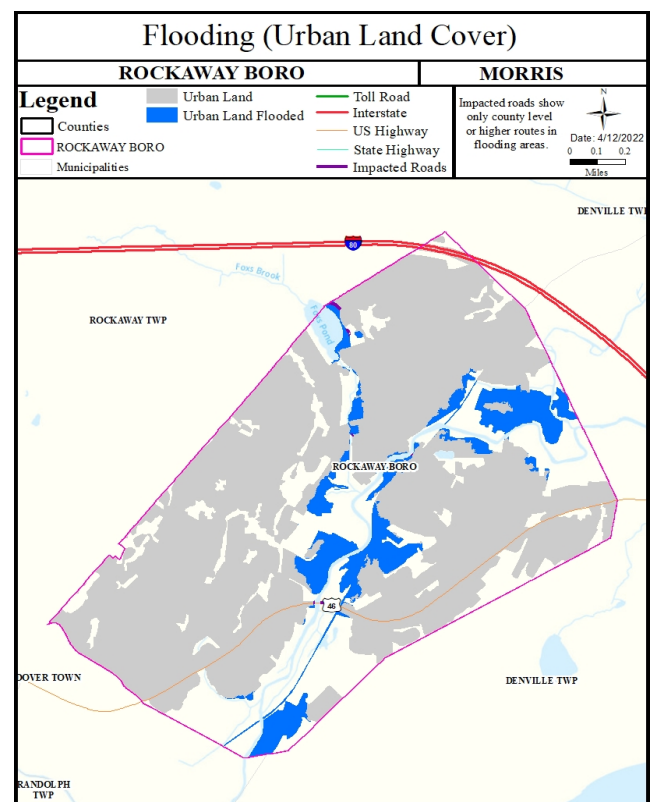 Flooding (Urban Land Cover)
ROCKAWAY BORO
MORRIS
Legend
Counties
ROCKAWAY BORO
Municipalities
Urban Land
Urban Land Flooded
Toll Road
Interstate
US Highway
State Highway
Impacted Roads
Impacted roads show
only county level
or higher routes in
flooding areas.
N
Date: 4/12/2022
0 0.1 0.2
Miles
DENVILLE TWP
80
Foxs Brook
Foxs Pond
ROCKAWAY TWP
ROCKAWAY BORO
46
DOVER TOWN
DENVILLE TWP
RANDOLPH
TWP